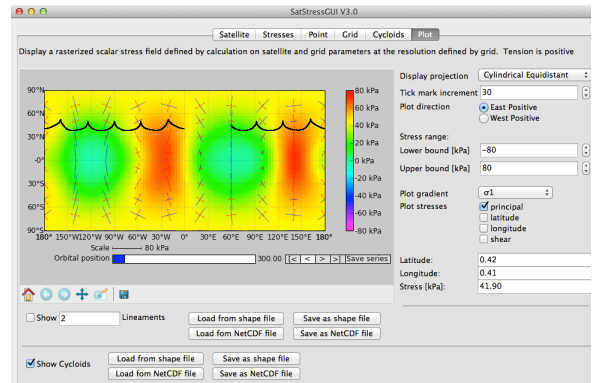 SatStressGUI V3.0
Satellite Stresses Point Grid Cycloids Plot
Display a rasterized scalar stress field defined by calculation on satellite and grid parameters at the resolution defined by grid. Tension is positive
Display projection Cylindrical Equidistant
Tick mark increment 30
Plot direction East Positive
West Positive
Stress range:
Lower bound [kPa] -80
Upper bound [kPa] 80
Plot gradient σ1
Plot stresses principal
latitude
longitude
shear
Latitude: 0.42
Longitude: 0.41
Stress [kPa]: 41.90
90°N
60°N
30°N
-0°
30°S
60°S
90°S
180° 150°W 120°W 90°W 60°W 30°W 0° 30°E 60°E 90°E 120°E 150°E 180°
80 kPa
60 kPa
40 kPa
20 kPa
0 kPa
-20 kPa
-40 kPa
-60 kPa
-80 kPa
Scale 80 kPa
Orbital position 300.00 |< < > >| Save series
Show 2 Lineaments Load from shape file Save as shape file
Load fom NetCDF file Save as NetCDF file
Show Cycloids Load from shape file Save as shape file
Load fom NetCDF file Save as NetCDF file